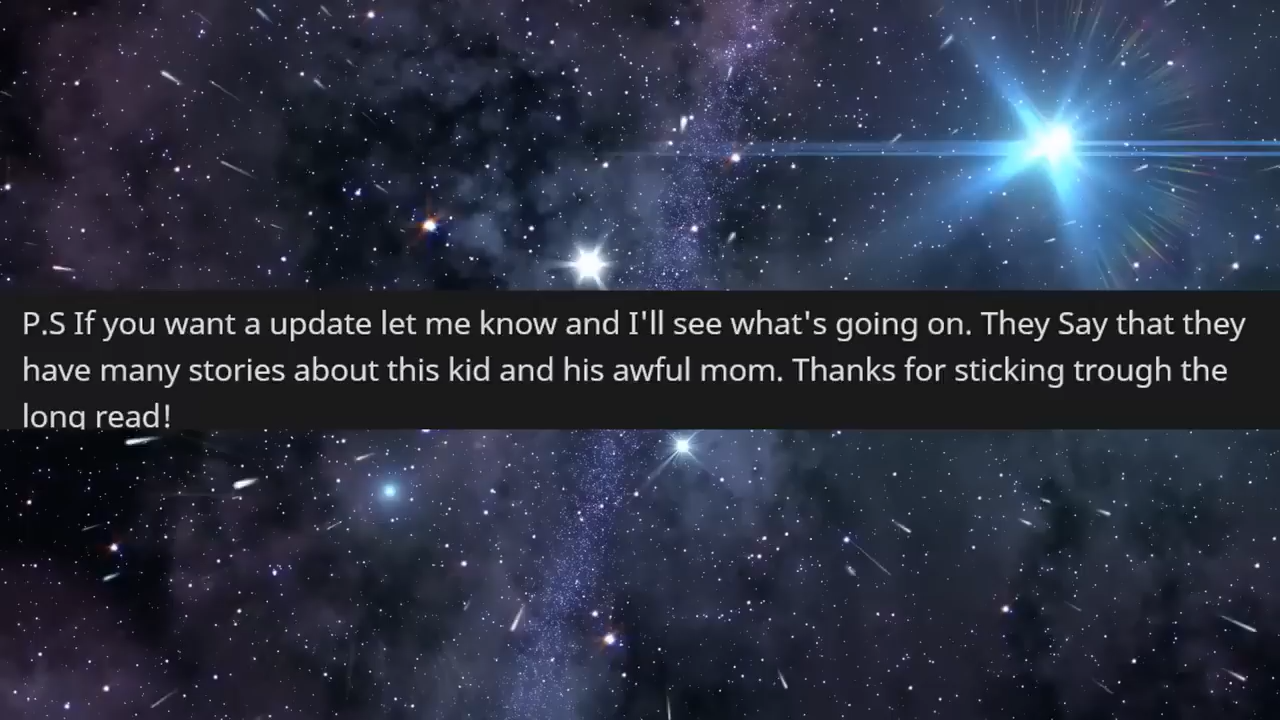 P.S If you want a update let me know and I'll see what's going on. They Say that they
have many stories about this kid and his awful mom. Thanks for sticking trough the
long read!